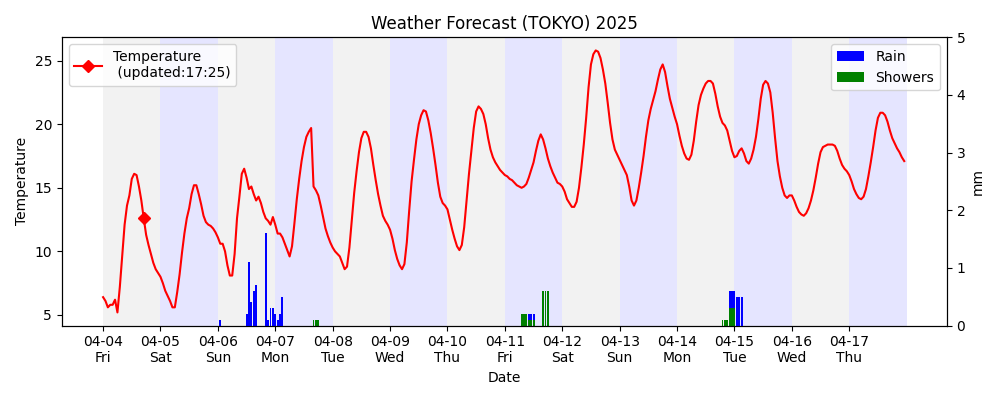 Weather Forecast (TOKYO) 2025
Temperature
(updated:17:25)
Rain
Showers
Temperature
25
20
15
10
5
5
4
3
2
1
0
mm
04-04 04-05 04-06 04-07 04-08 04-09 04-10 04-11 04-12 04-13 04-14 04-15 04-16 04-17
Fri Sat Sun Mon Tue Wed Thu Fri Sat Sun Mon Tue Wed Thu
Date